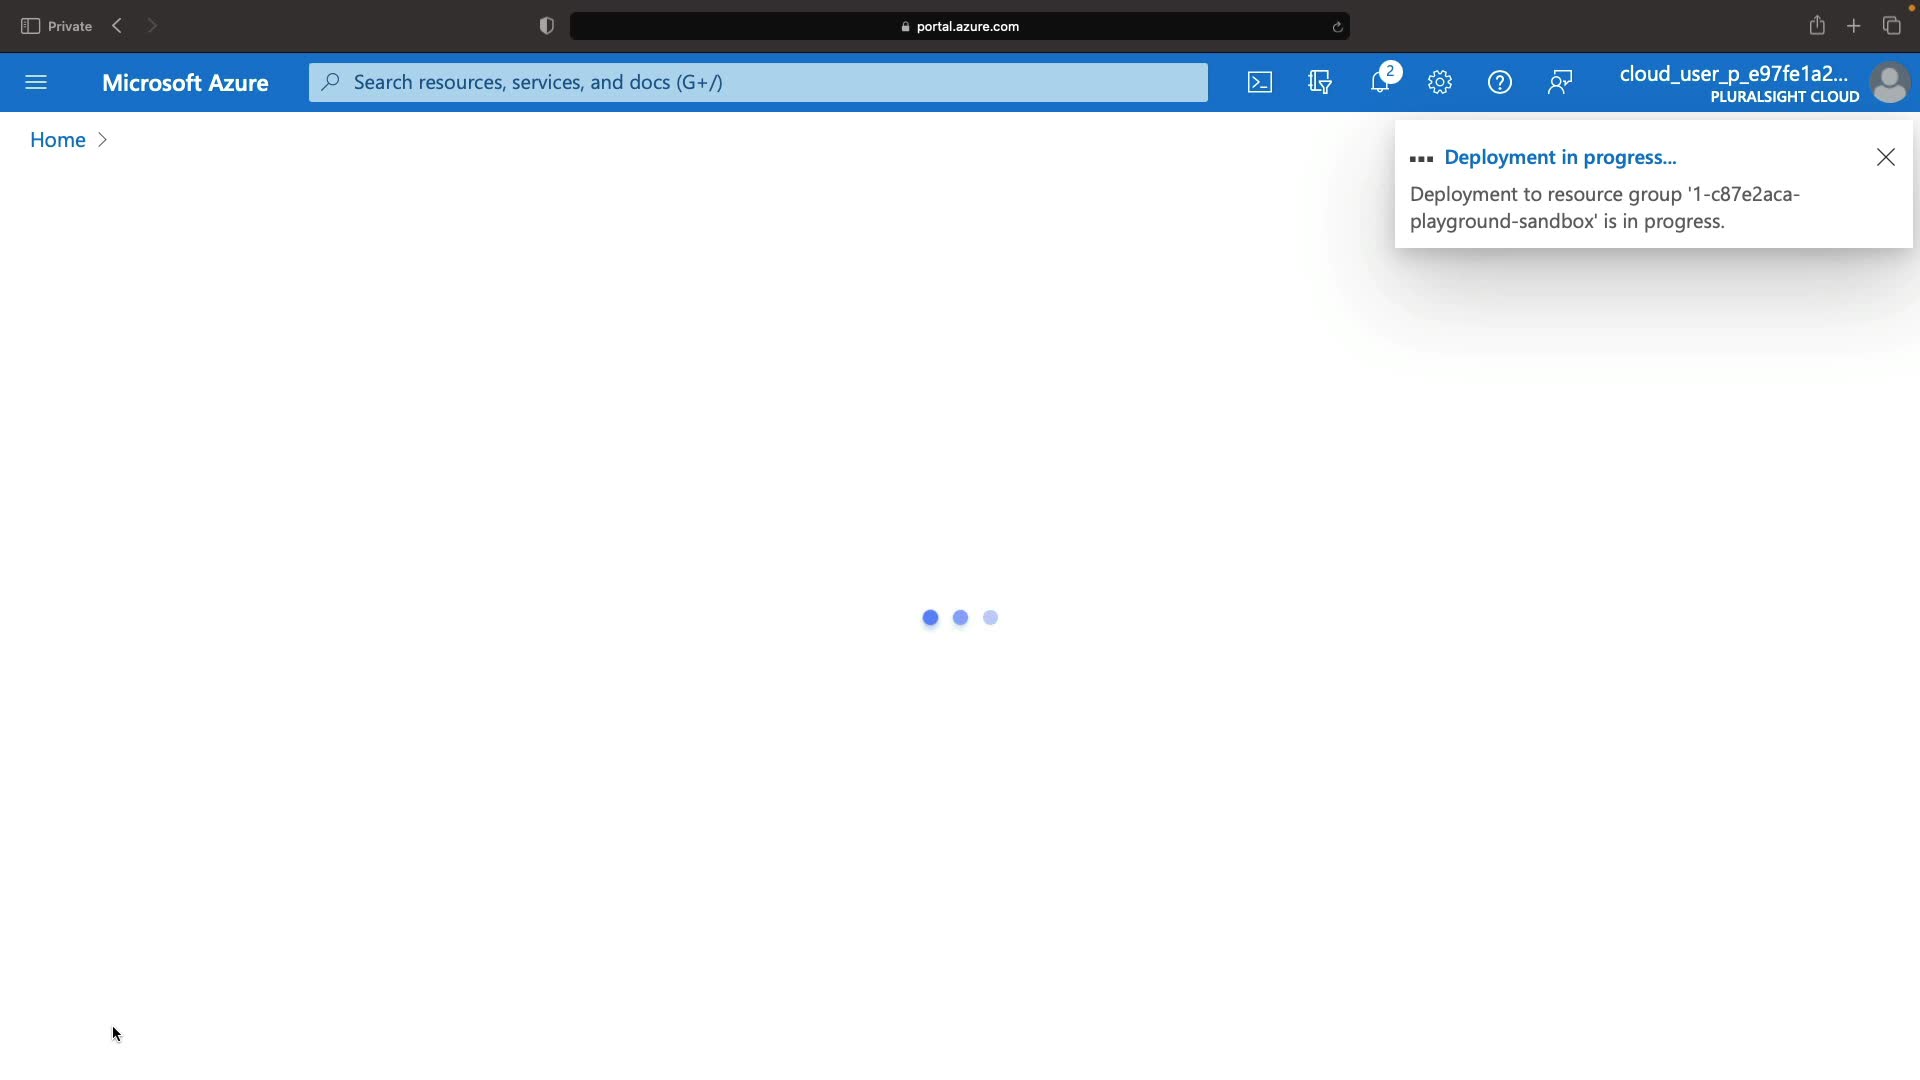 Private
portal.azure.com
Microsoft Azure
Search resources, services, and docs (G+/)
2
cloud_user_p_e97fe1a2...
PLURALSIGHT CLOUD
Home
Deployment in progress...
Deployment to resource group '1-c87e2aca-
playground-sandbox' is in progress.